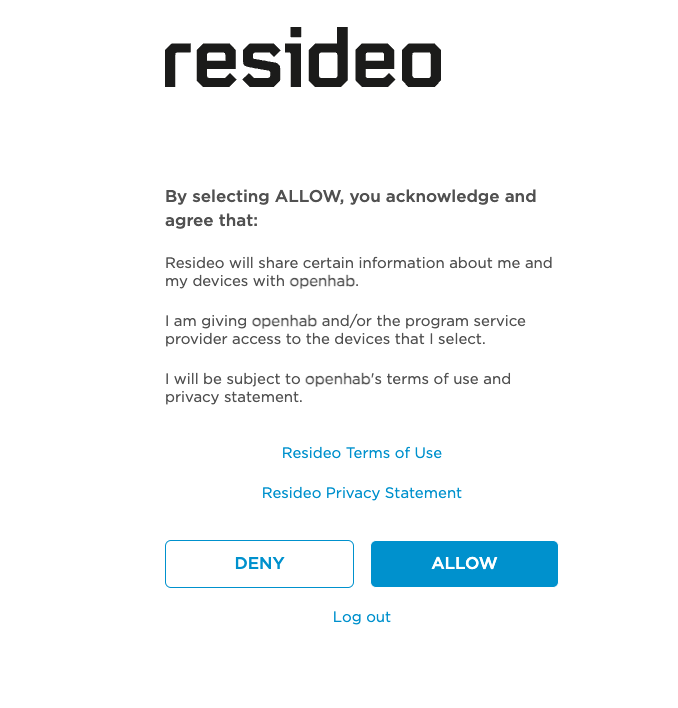 resideo
By selecting ALLOW, you acknowledge and
agree that:
Resideo will share certain information about me and
my devices with openhab.
I am giving openhab and/or the program service
provider access to the devices that I select.
I will be subject to openhab's terms of use and
privacy statement.
Resideo Terms of Use
Resideo Privacy Statement
DENY
ALLOW
Log out